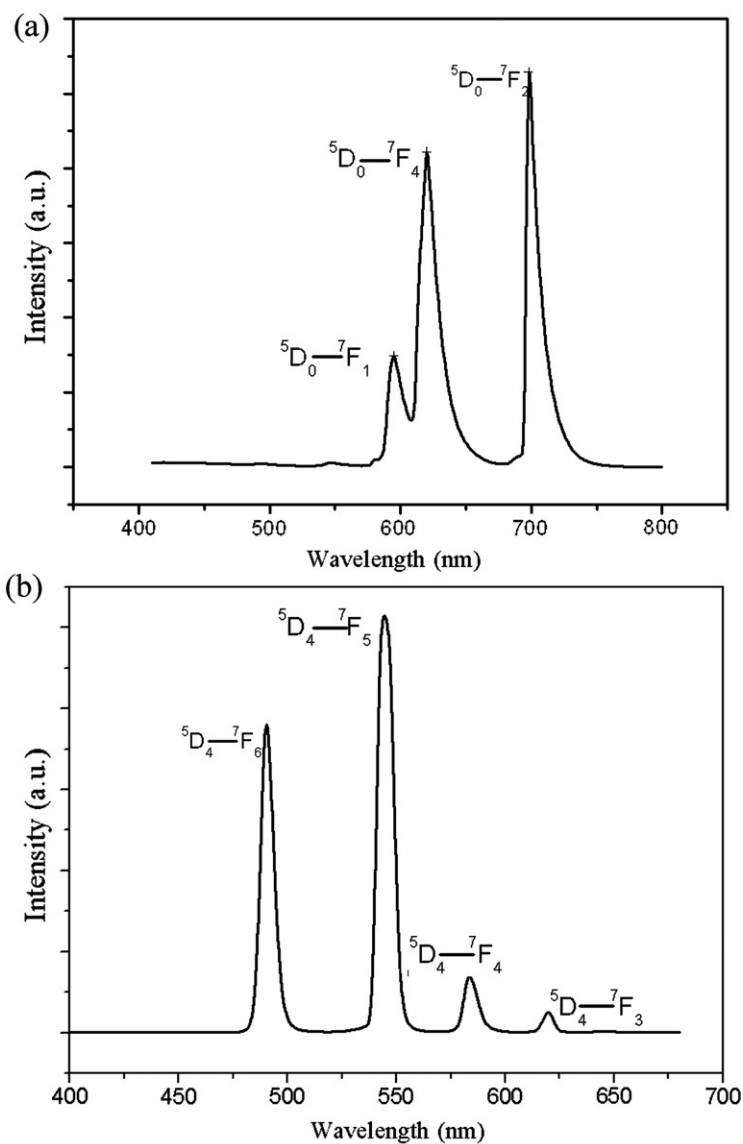 (a)
⁵D₀—⁷F₂
⁵D₀—⁷F₄
⁵D₀—⁷F₁
Intensity (a.u.)
400 500 600 700 800
Wavelength (nm)
(b)
⁵D₄—⁷F₅
⁵D₄—⁷F₆
⁵D₄—⁷F₄
⁵D₄—⁷F₃
Intensity (a.u.)
400 450 500 550 600 650 700
Wavelength (nm)